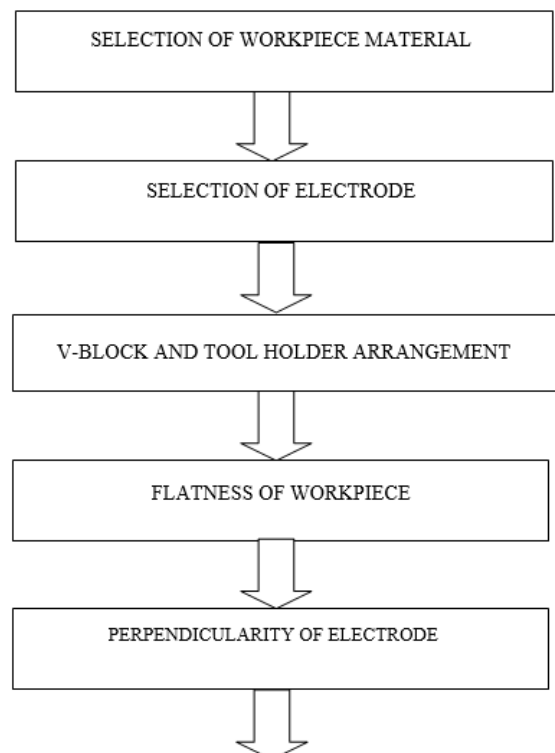 SELECTION OF WORKPIECE MATERIAL
SELECTION OF ELECTRODE
V-BLOCK AND TOOL HOLDER ARRANGEMENT
FLATNESS OF WORKPIECE
PERPENDICULARITY OF ELECTRODE